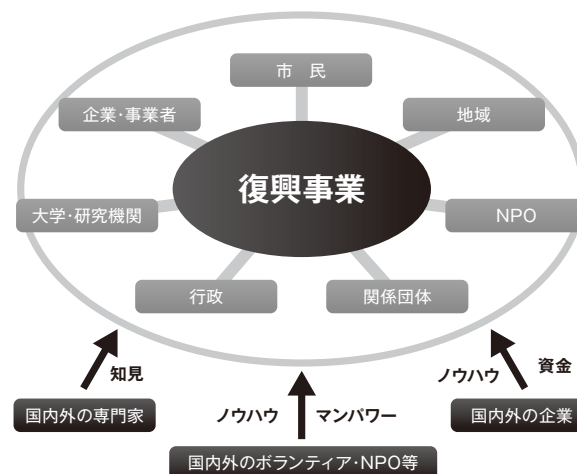 市　民
企業・事業者
地域
復興事業
大学・研究機関
NPO
行政
関係団体
知見
ノウハウ
資金
国内外の専門家
ノウハウ
マンパワー
国内外の企業
国内外のボランティア・NPO等